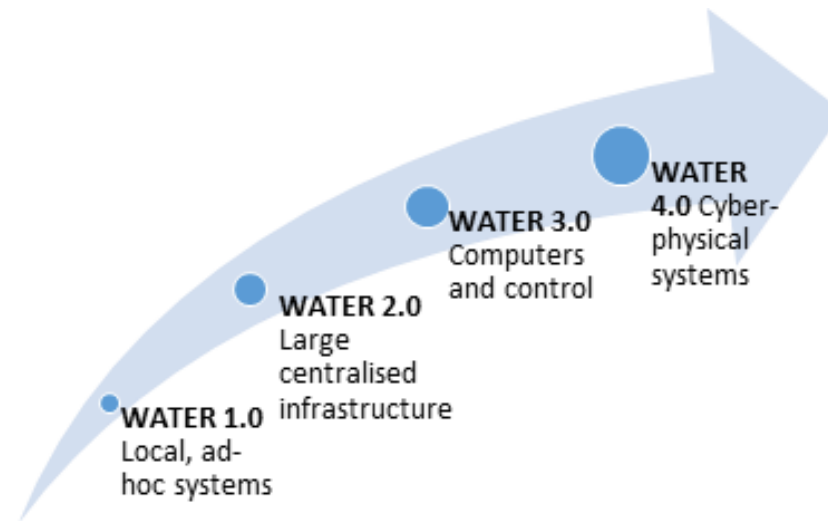 WATER 1.0
Local, ad-
hoc systems
WATER 2.0
Large
centralised
infrastructure
WATER 3.0
Computers
and control
WATER
4.0 Cyber-
physical
systems